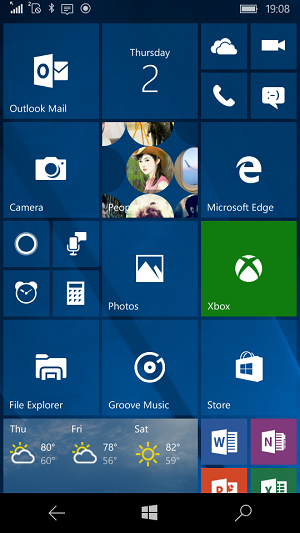 19:08
Outlook Mail
Thursday
2
:-)
Camera
People
Microsoft Edge
Photos
Xbox
File Explorer
Groove Music
Store
Thu
80°
60°
Fri
78°
56°
Sat
82°
59°
W
N
P
X